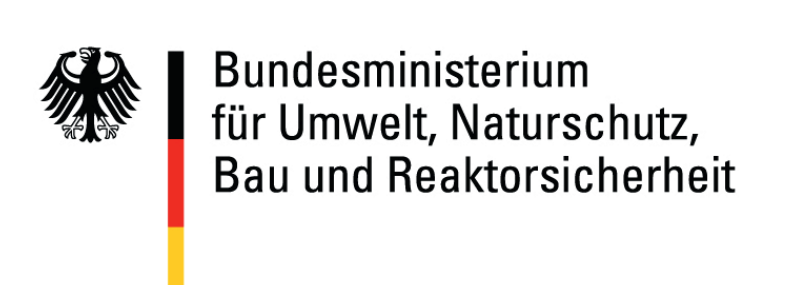 Bundesministerium
für Umwelt, Naturschutz,
Bau und Reaktorsicherheit